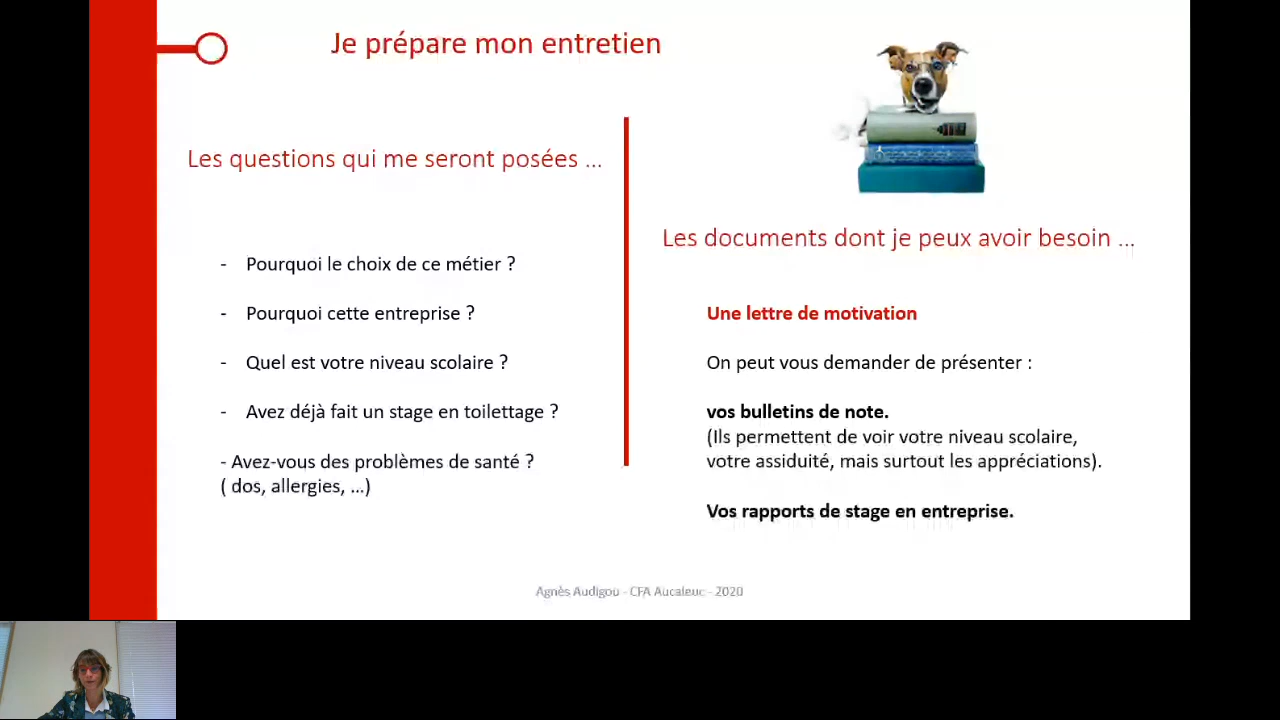 Je prépare mon entretien
Les questions qui me seront posées ...
- Pourquoi le choix de ce métier ?
- Pourquoi cette entreprise ?
- Quel est votre niveau scolaire ?
- Avez déjà fait un stage en toilettage ?
- Avez-vous des problèmes de santé ?
( dos, allergies, ...)
Les documents dont je peux avoir besoin ...
Une lettre de motivation
On peut vous demander de présenter :
vos bulletins de note.
(Ils permettent de voir votre niveau scolaire,
votre assiduité, mais surtout les appréciations).
Vos rapports de stage en entreprise.
Agnès Audigou - CFA Aucaleuc - 2020